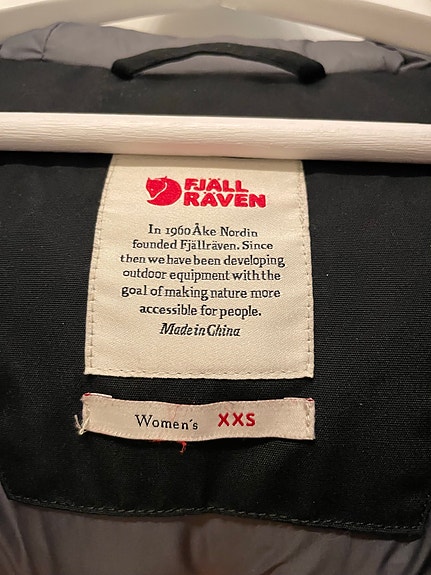 FJÄLL
RÄVEN
In 1960 Åke Nordin
founded Fjällräven. Since
then we have been developing
outdoor equipment with the
goal of making nature more
accessible for people.
Made in China
Women's XXS